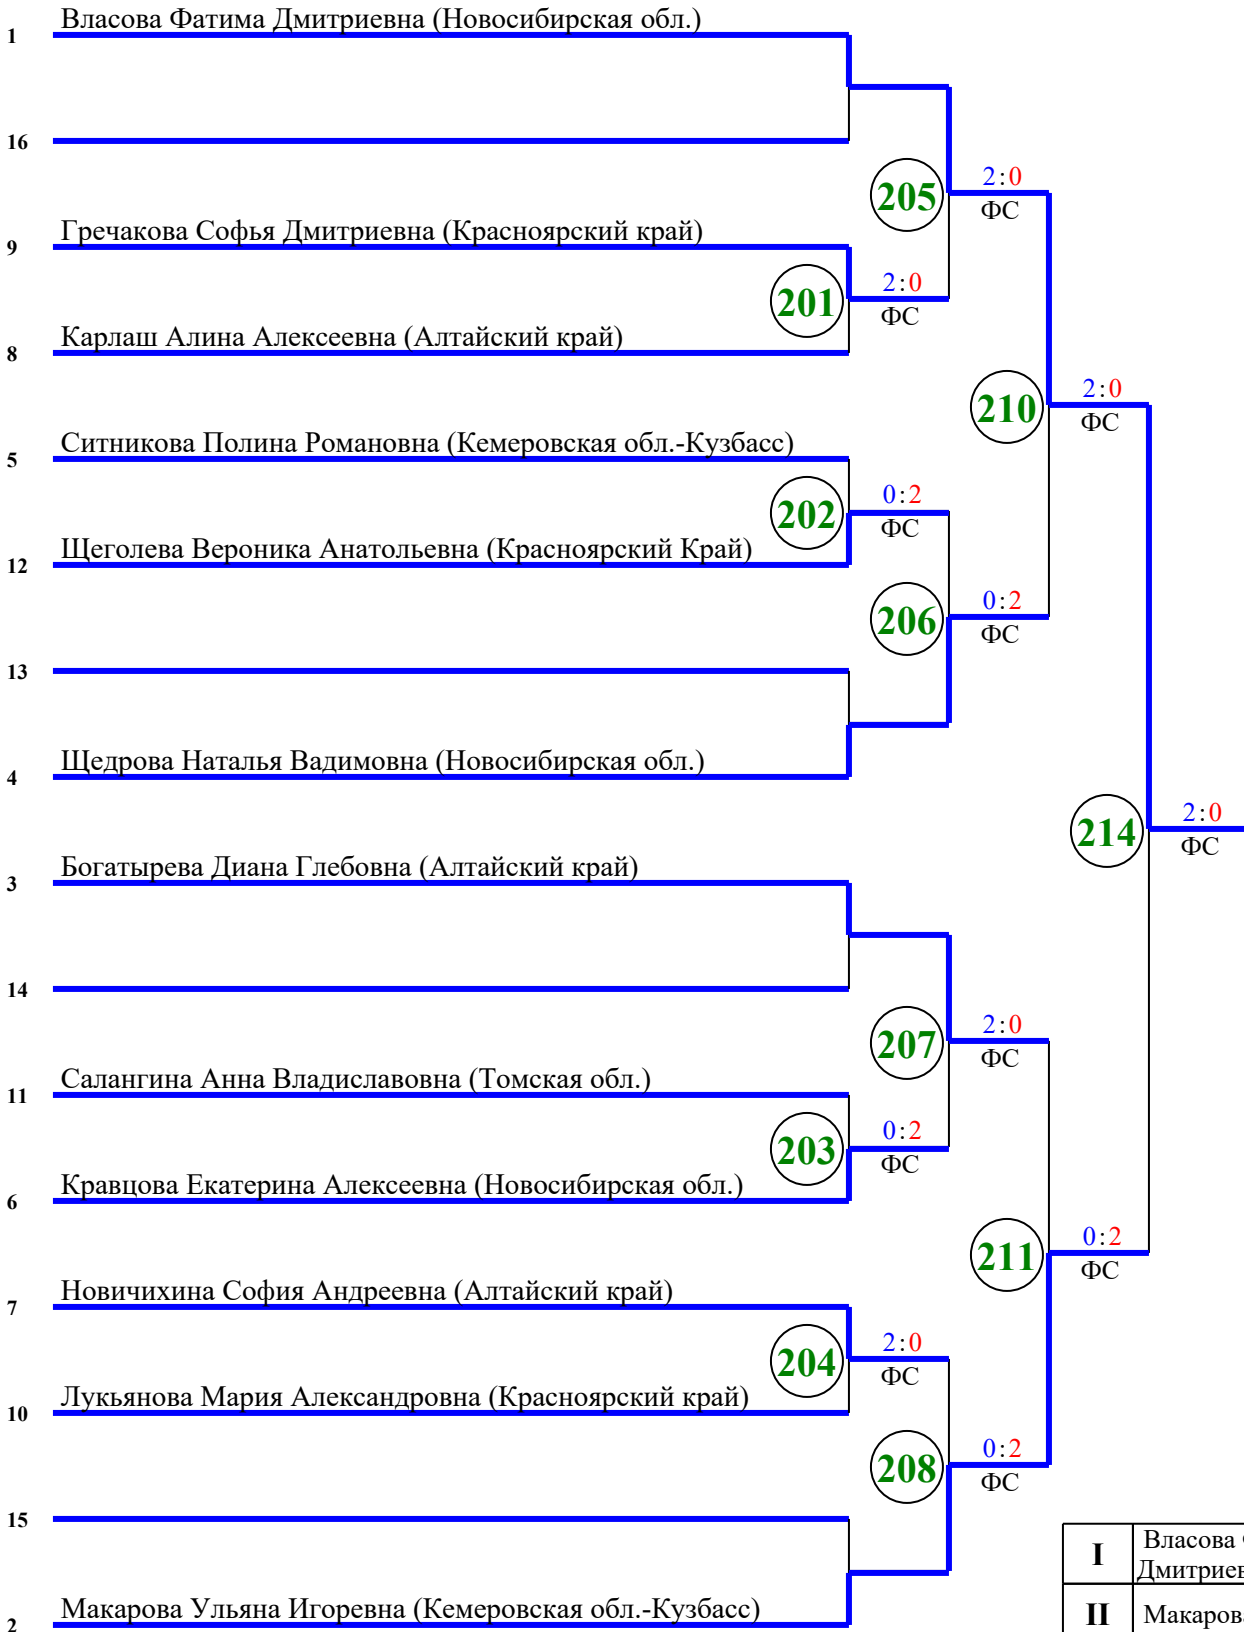 Власова Фатима Дмитриевна (Новосибирская обл.)
1
16
205
2:0
ФС
Гречакова Софья Дмитриевна (Красноярский край)
9
201
2:0
ФС
Карлаш Алина Алексеевна (Алтайский край)
8
210
2:0
ФС
Ситникова Полина Романовна (Кемеровская обл.-Кузбасс)
5
202
0:2
ФС
Щеголева Вероника Анатольевна (Красноярский Край)
12
206
0:2
ФС
13
Щедрова Наталья Вадимовна (Новосибирская обл.)
4
214
2:0
ФС
Богатырева Диана Глебовна (Алтайский край)
3
14
207
2:0
ФС
Салангина Анна Владиславовна (Томская обл.)
11
203
0:2
ФС
Кравцова Екатерина Алексеевна (Новосибирская обл.)
6
211
0:2
ФС
Новичихина София Андреевна (Алтайский край)
7
204
2:0
ФС
Лукьянова Мария Александровна (Красноярский край)
10
208
0:2
ФС
15
Макарова Ульяна Игоревна (Кемеровская обл.-Кузбасс)
2
I
Власова
Дмитриев
II
Макарова